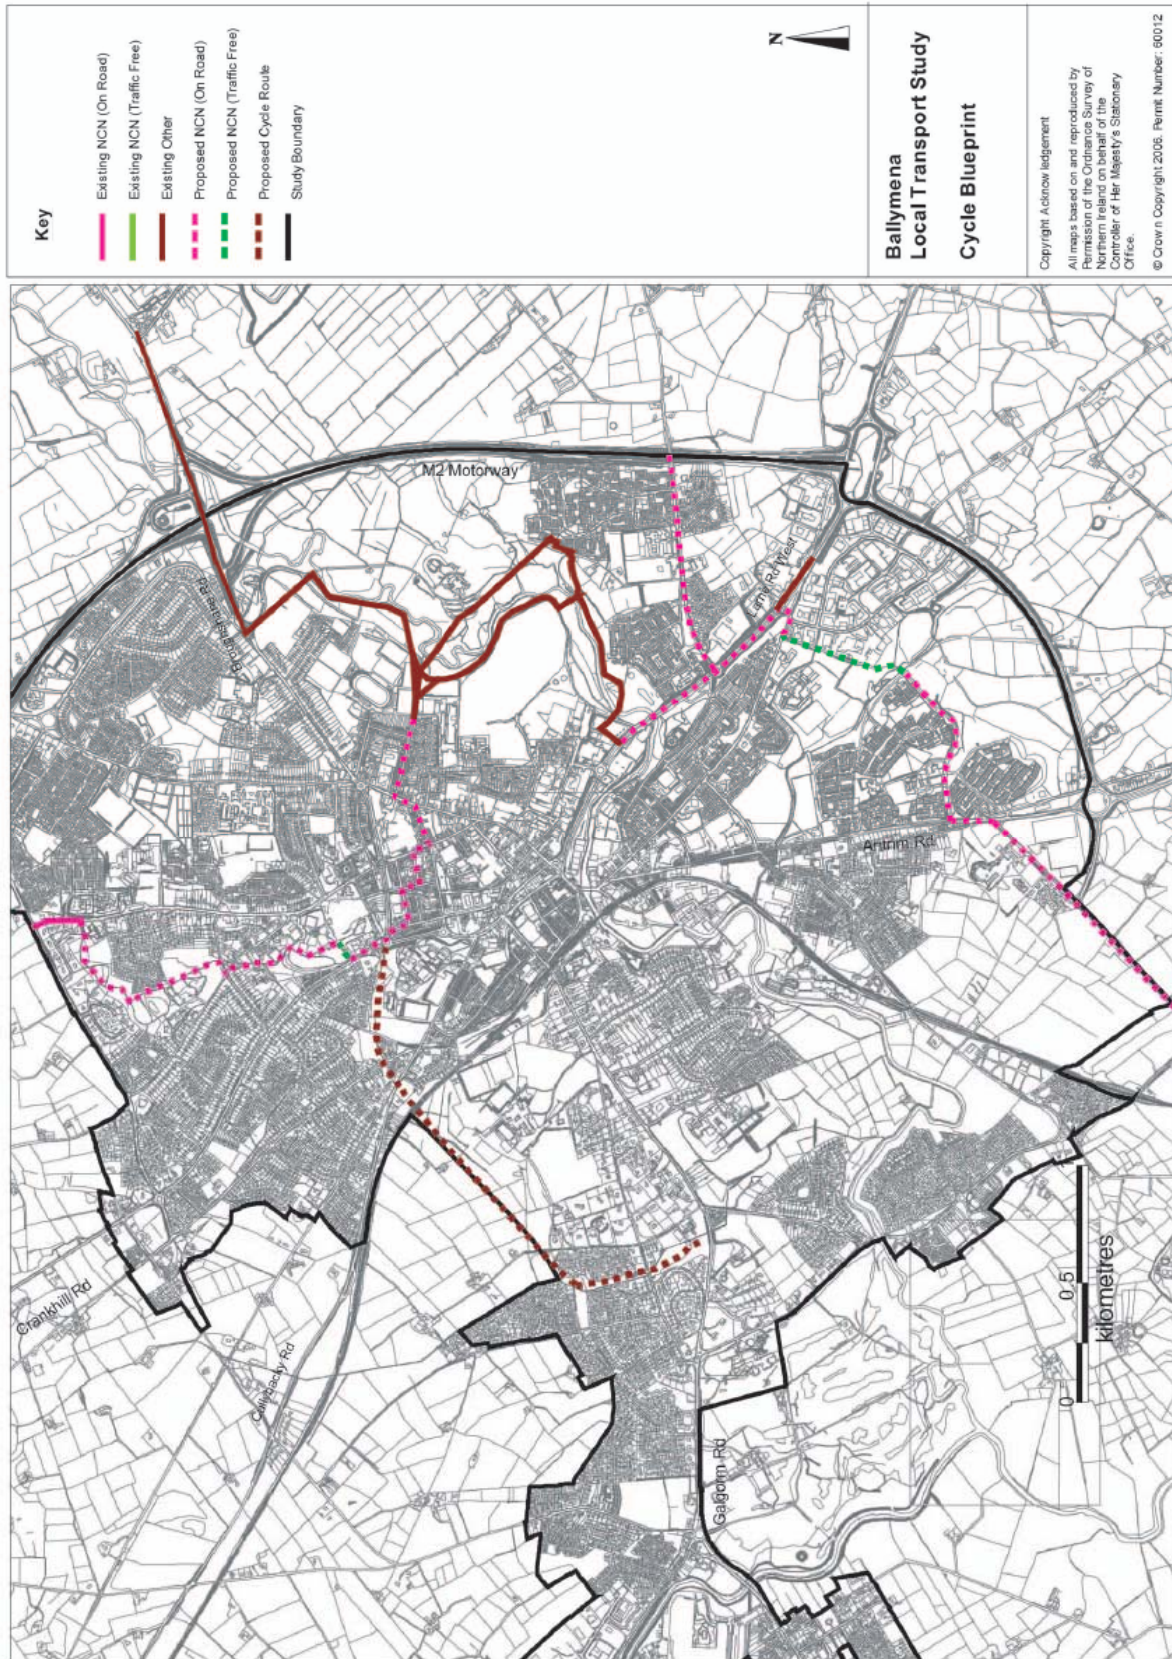 Key
Existing NCN (On Road)
Existing NCN (Traffic Free)
Existing Other
Proposed NCN (On Road)
Proposed NCN (Traffic Free)
Proposed Cycle Route
Study Boundary
N
Ballymena
Local Transport Study
Cycle Blueprint
Copyright Acknowledgement
All maps based on and reproduced by
Permission of the Ordnance Survey of
Northern Ireland on behalf of the
Controller of Her Majesty's Stationary
Office.
© Crown Copyright 2006. Permit Number: 60012
M2 Motorway
Larne Rd West
Antrim Rd
Crankhill Rd
Cullybacky Rd
Galgorm Rd
0 0.5 1
kilometres